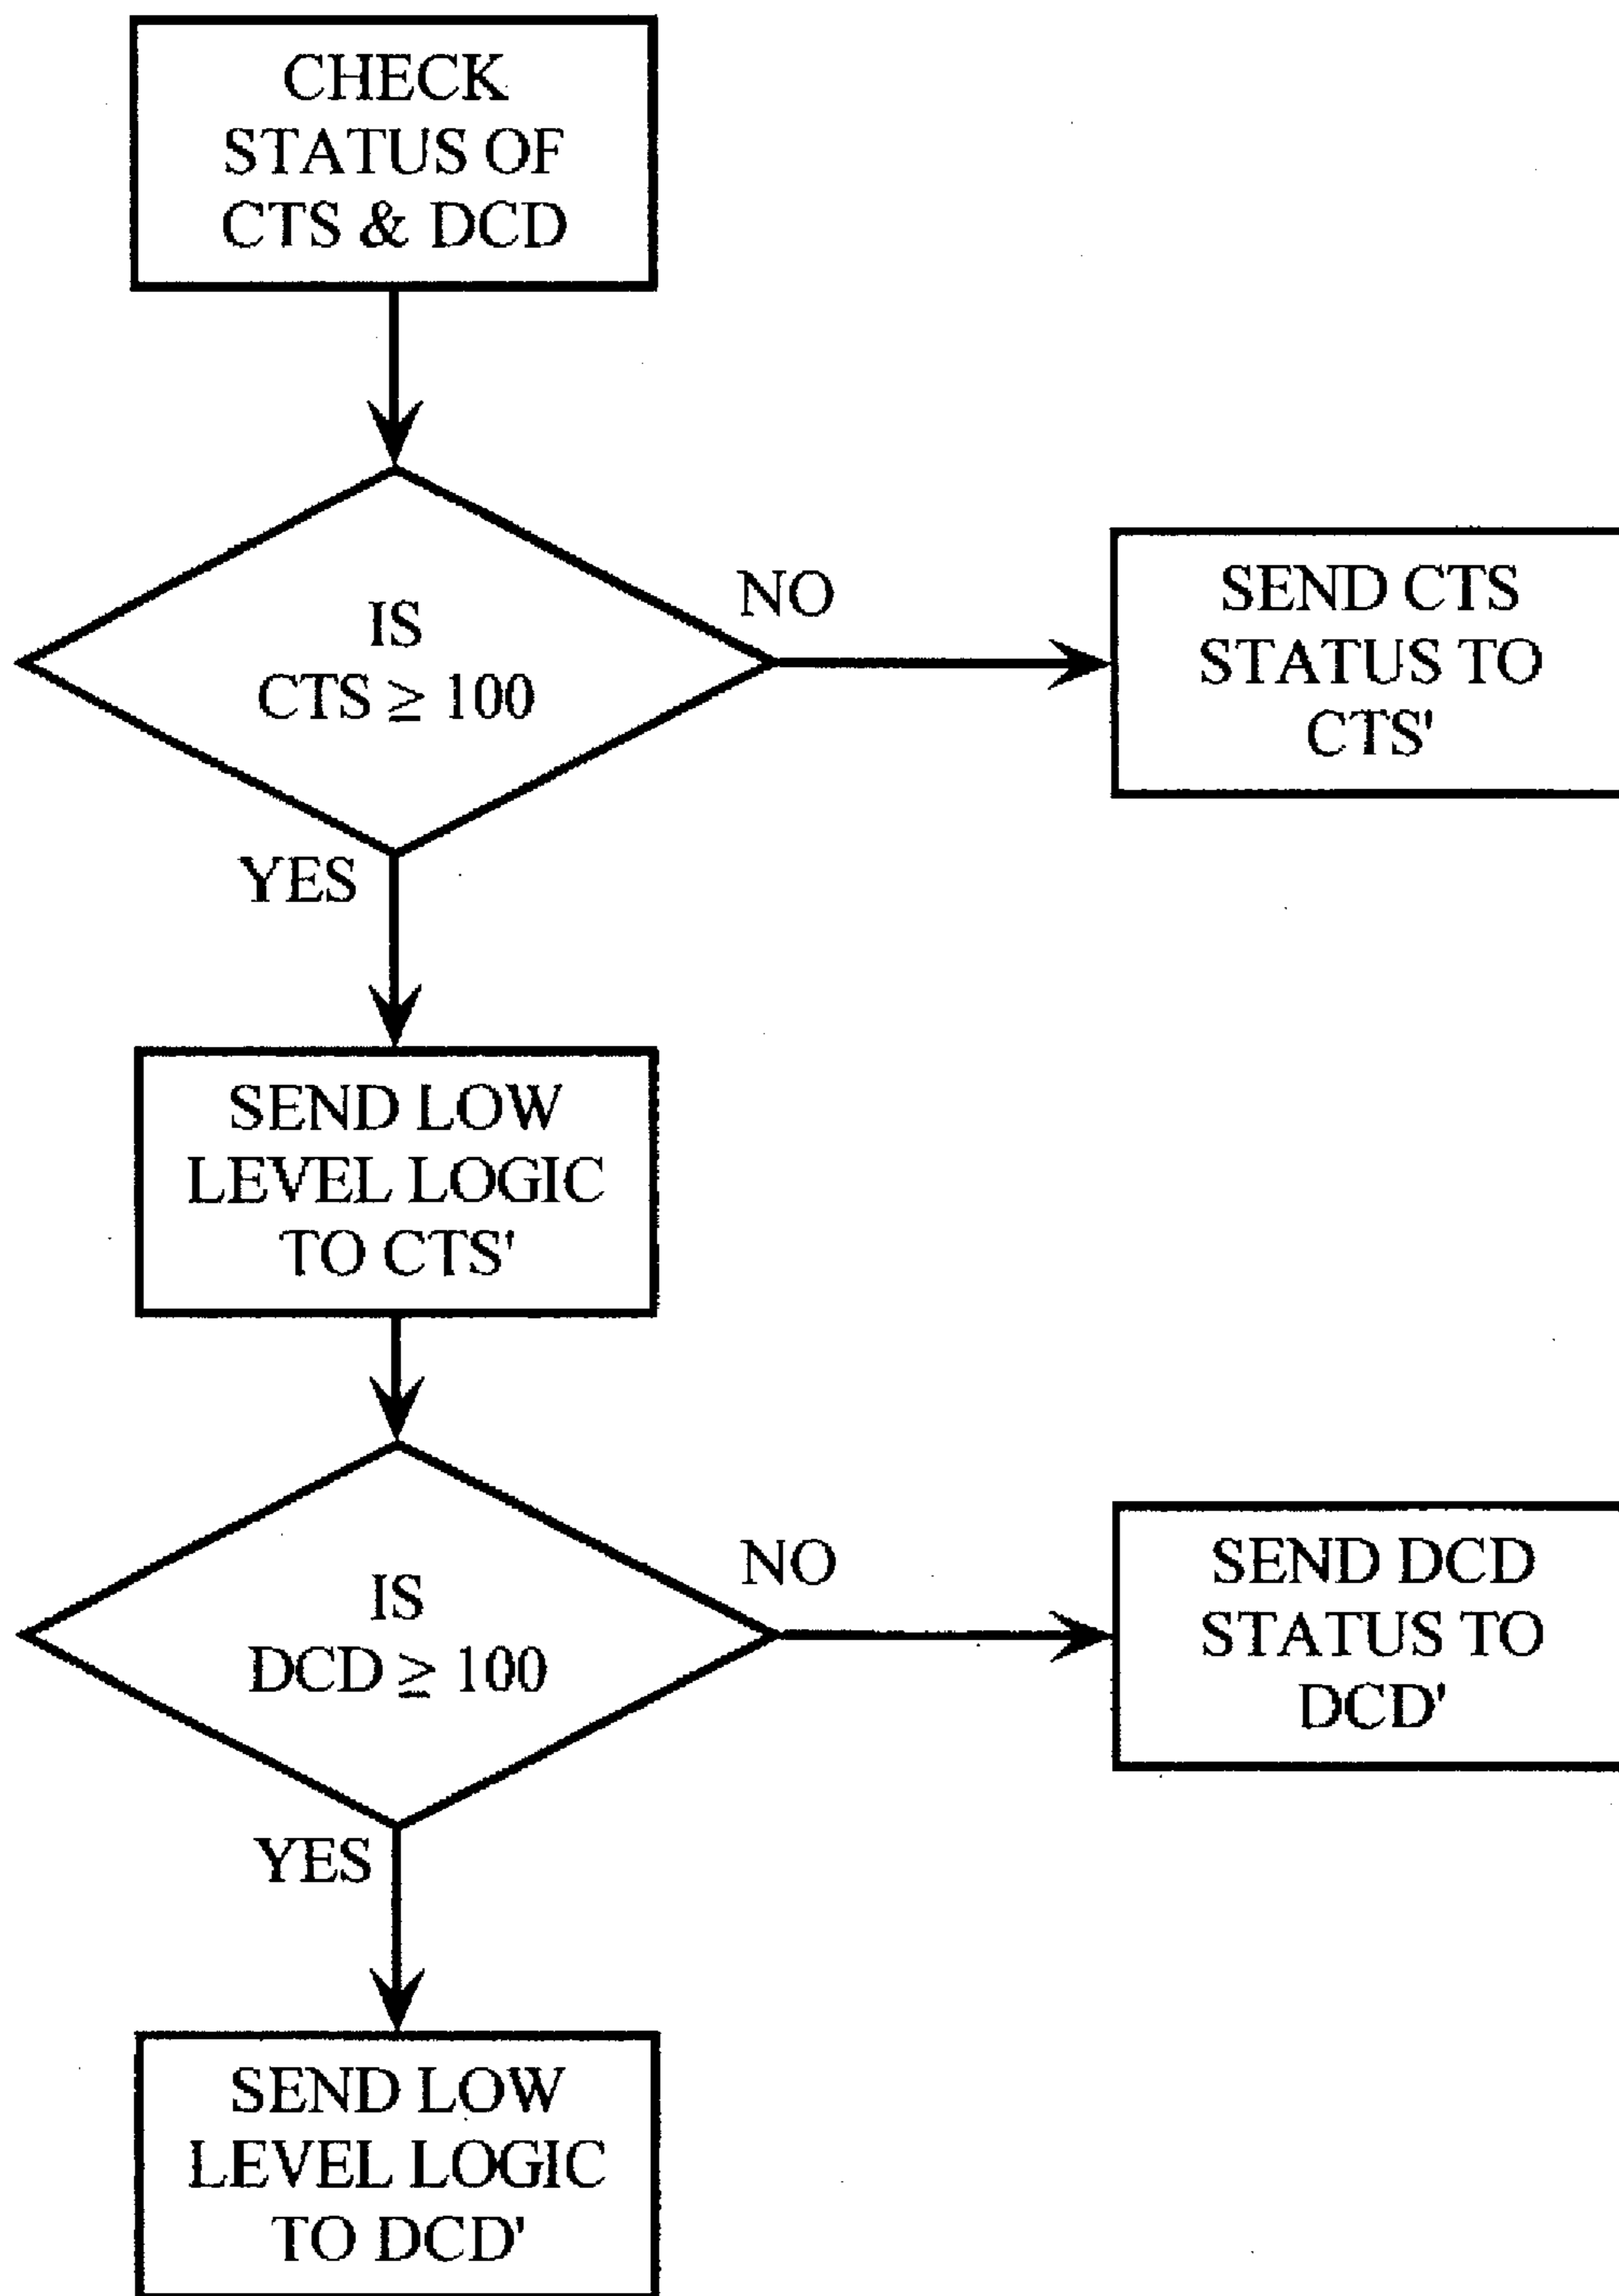 CHECK
STATUS OF
CTS & DCD
IS
CTS ≥ 100
NO
SEND CTS
STATUS TO
CTS'
YES
SEND LOW
LEVEL LOGIC
TO CTS'
IS
DCD ≥ 100
NO
SEND DCD
STATUS TO
DCD'
YES
SEND LOW
LEVEL LOGIC
TO DCD'